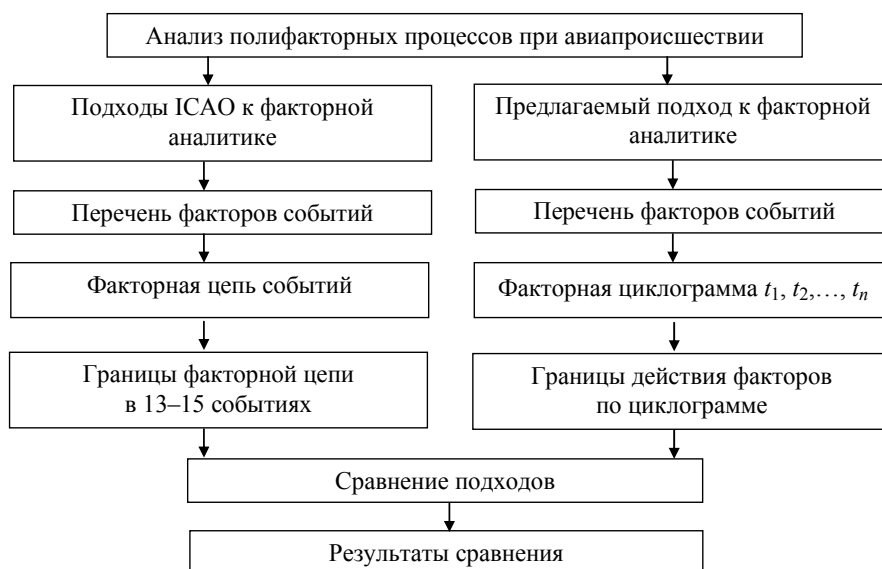 Анализ полифакторных процессов при авиапроисшествии
Подходы ICAO к факторной
аналитике
Предлагаемый подход к факторной
аналитике
Перечень факторов событий
Перечень факторов событий
Факторная цепь событий
Факторная циклограмма t₁, t₂,…, tₙ
Границы факторной цепи
в 13–15 событиях
Границы действия факторов
по циклограмме
Сравнение подходов
Результаты сравнения